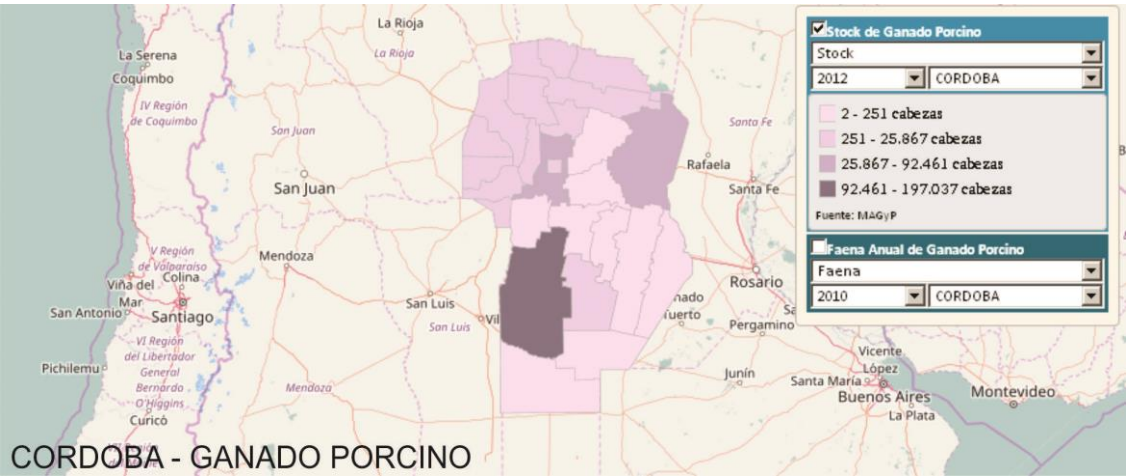 La Rioja
La Rioja
La Serena
Coquimbo
IV Región
de Coquimbo
San Juan
San Juan
Santa Fe
Rafaela
Santa Fe
V Región
de Valparaíso
Mendoza
Colina
Viña del
Mar
San Antonio
Santiago
San Luis
San Luis
Rosario
Pergamino
VI Región
del Libertador
General
Bernardo
O'Higgins
Pichilemu
Mendoza
Curicó
Junín
Vicente
López
Santa María
Buenos Aires
La Plata
Montevideo
Stock de Ganado Porcino
Stock
2012
CORDOBA
2 - 251 cabezas
251 - 25.867 cabezas
25.867 - 92.461 cabezas
92.461 - 197.037 cabezas
Fuente: MAGyP
Faena Anual de Ganado Porcino
Faena
2010
CORDOBA
CORDOBA - GANADO PORCINO